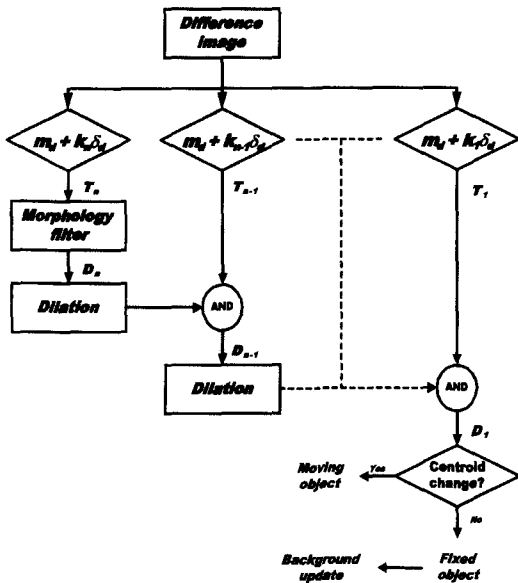 Difference
image
m_d + k_n δ_d
m_d + k_{n-1} δ_d
m_d + k_1 δ_d
T_n
T_{n-1}
T_1
Morphology
filter
D_n
Dilation
AND
D_{n-1}
Dilation
AND
D_1
Centroid
change?
Yes
Moving
object
No
Background
update
Fixed
object